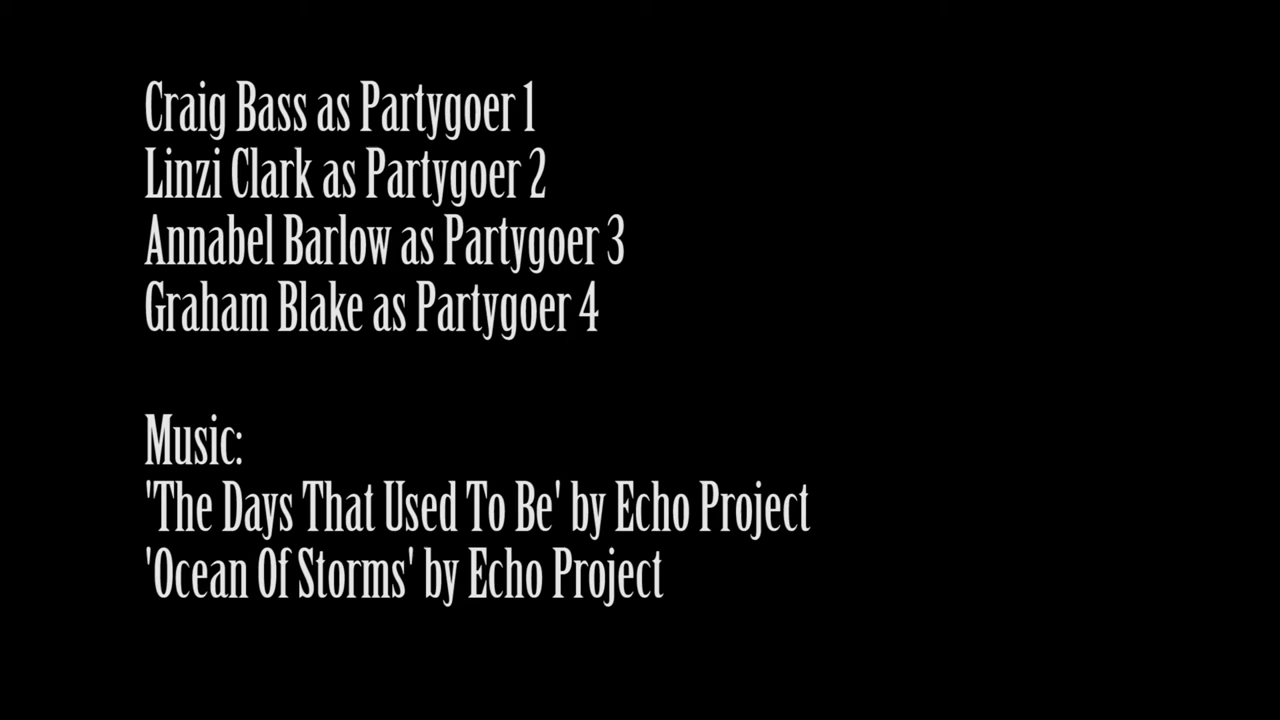 Craig Bass as Partygoer 1
Linzi Clark as Partygoer 2
Annabel Barlow as Partygoer 3
Graham Blake as Partygoer 4
Music:
'The Days That Used To Be' by Echo Project
'Ocean Of Storms' by Echo Project